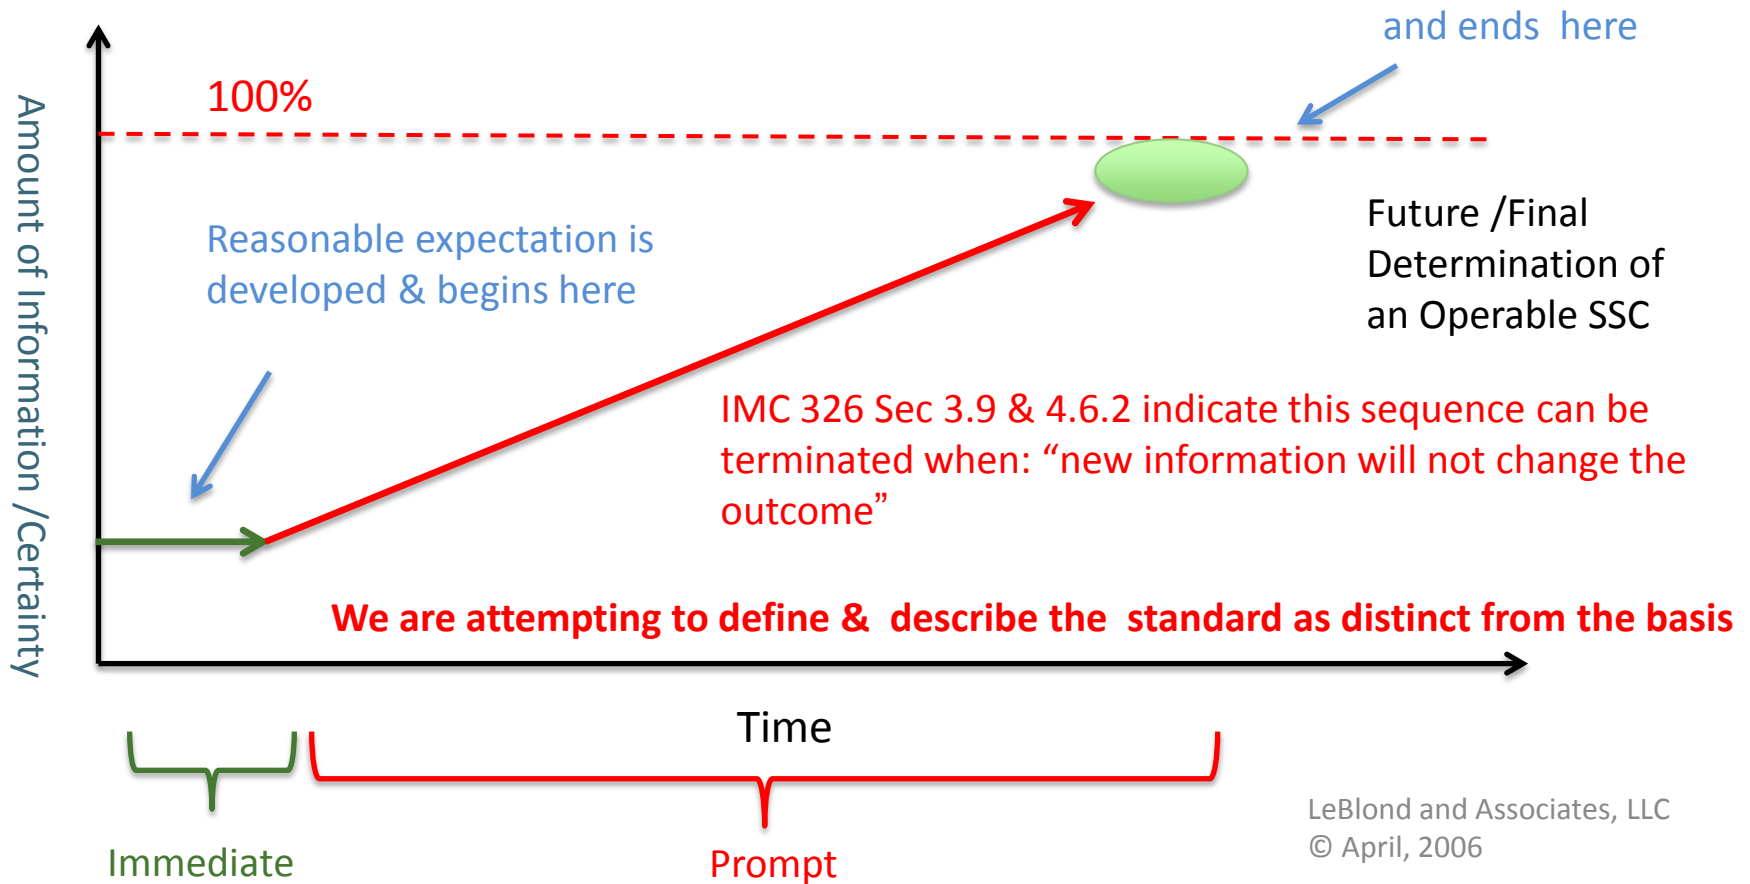 and ends here
100%
Amount of Information /Certainty
Reasonable expectation is
developed & begins here
Future /Final
Determination of
an Operable SSC
IMC 326 Sec 3.9 & 4.6.2 indicate this sequence can be
terminated when: “new information will not change the
outcome”
We are attempting to define & describe the standard as distinct from the basis
Time
Immediate
Prompt
LeBlond and Associates, LLC
© April, 2006